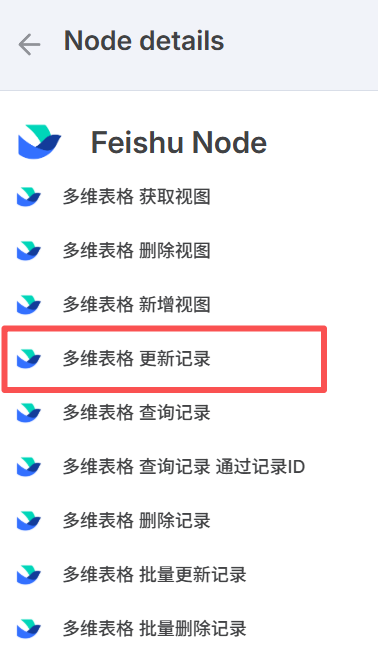 Node details
Feishu Node
多维表格 获取视图
多维表格 删除视图
多维表格 新增视图
多维表格 更新记录
多维表格 查询记录
多维表格 查询记录 通过记录ID
多维表格 删除记录
多维表格 批量更新记录
多维表格 批量删除记录